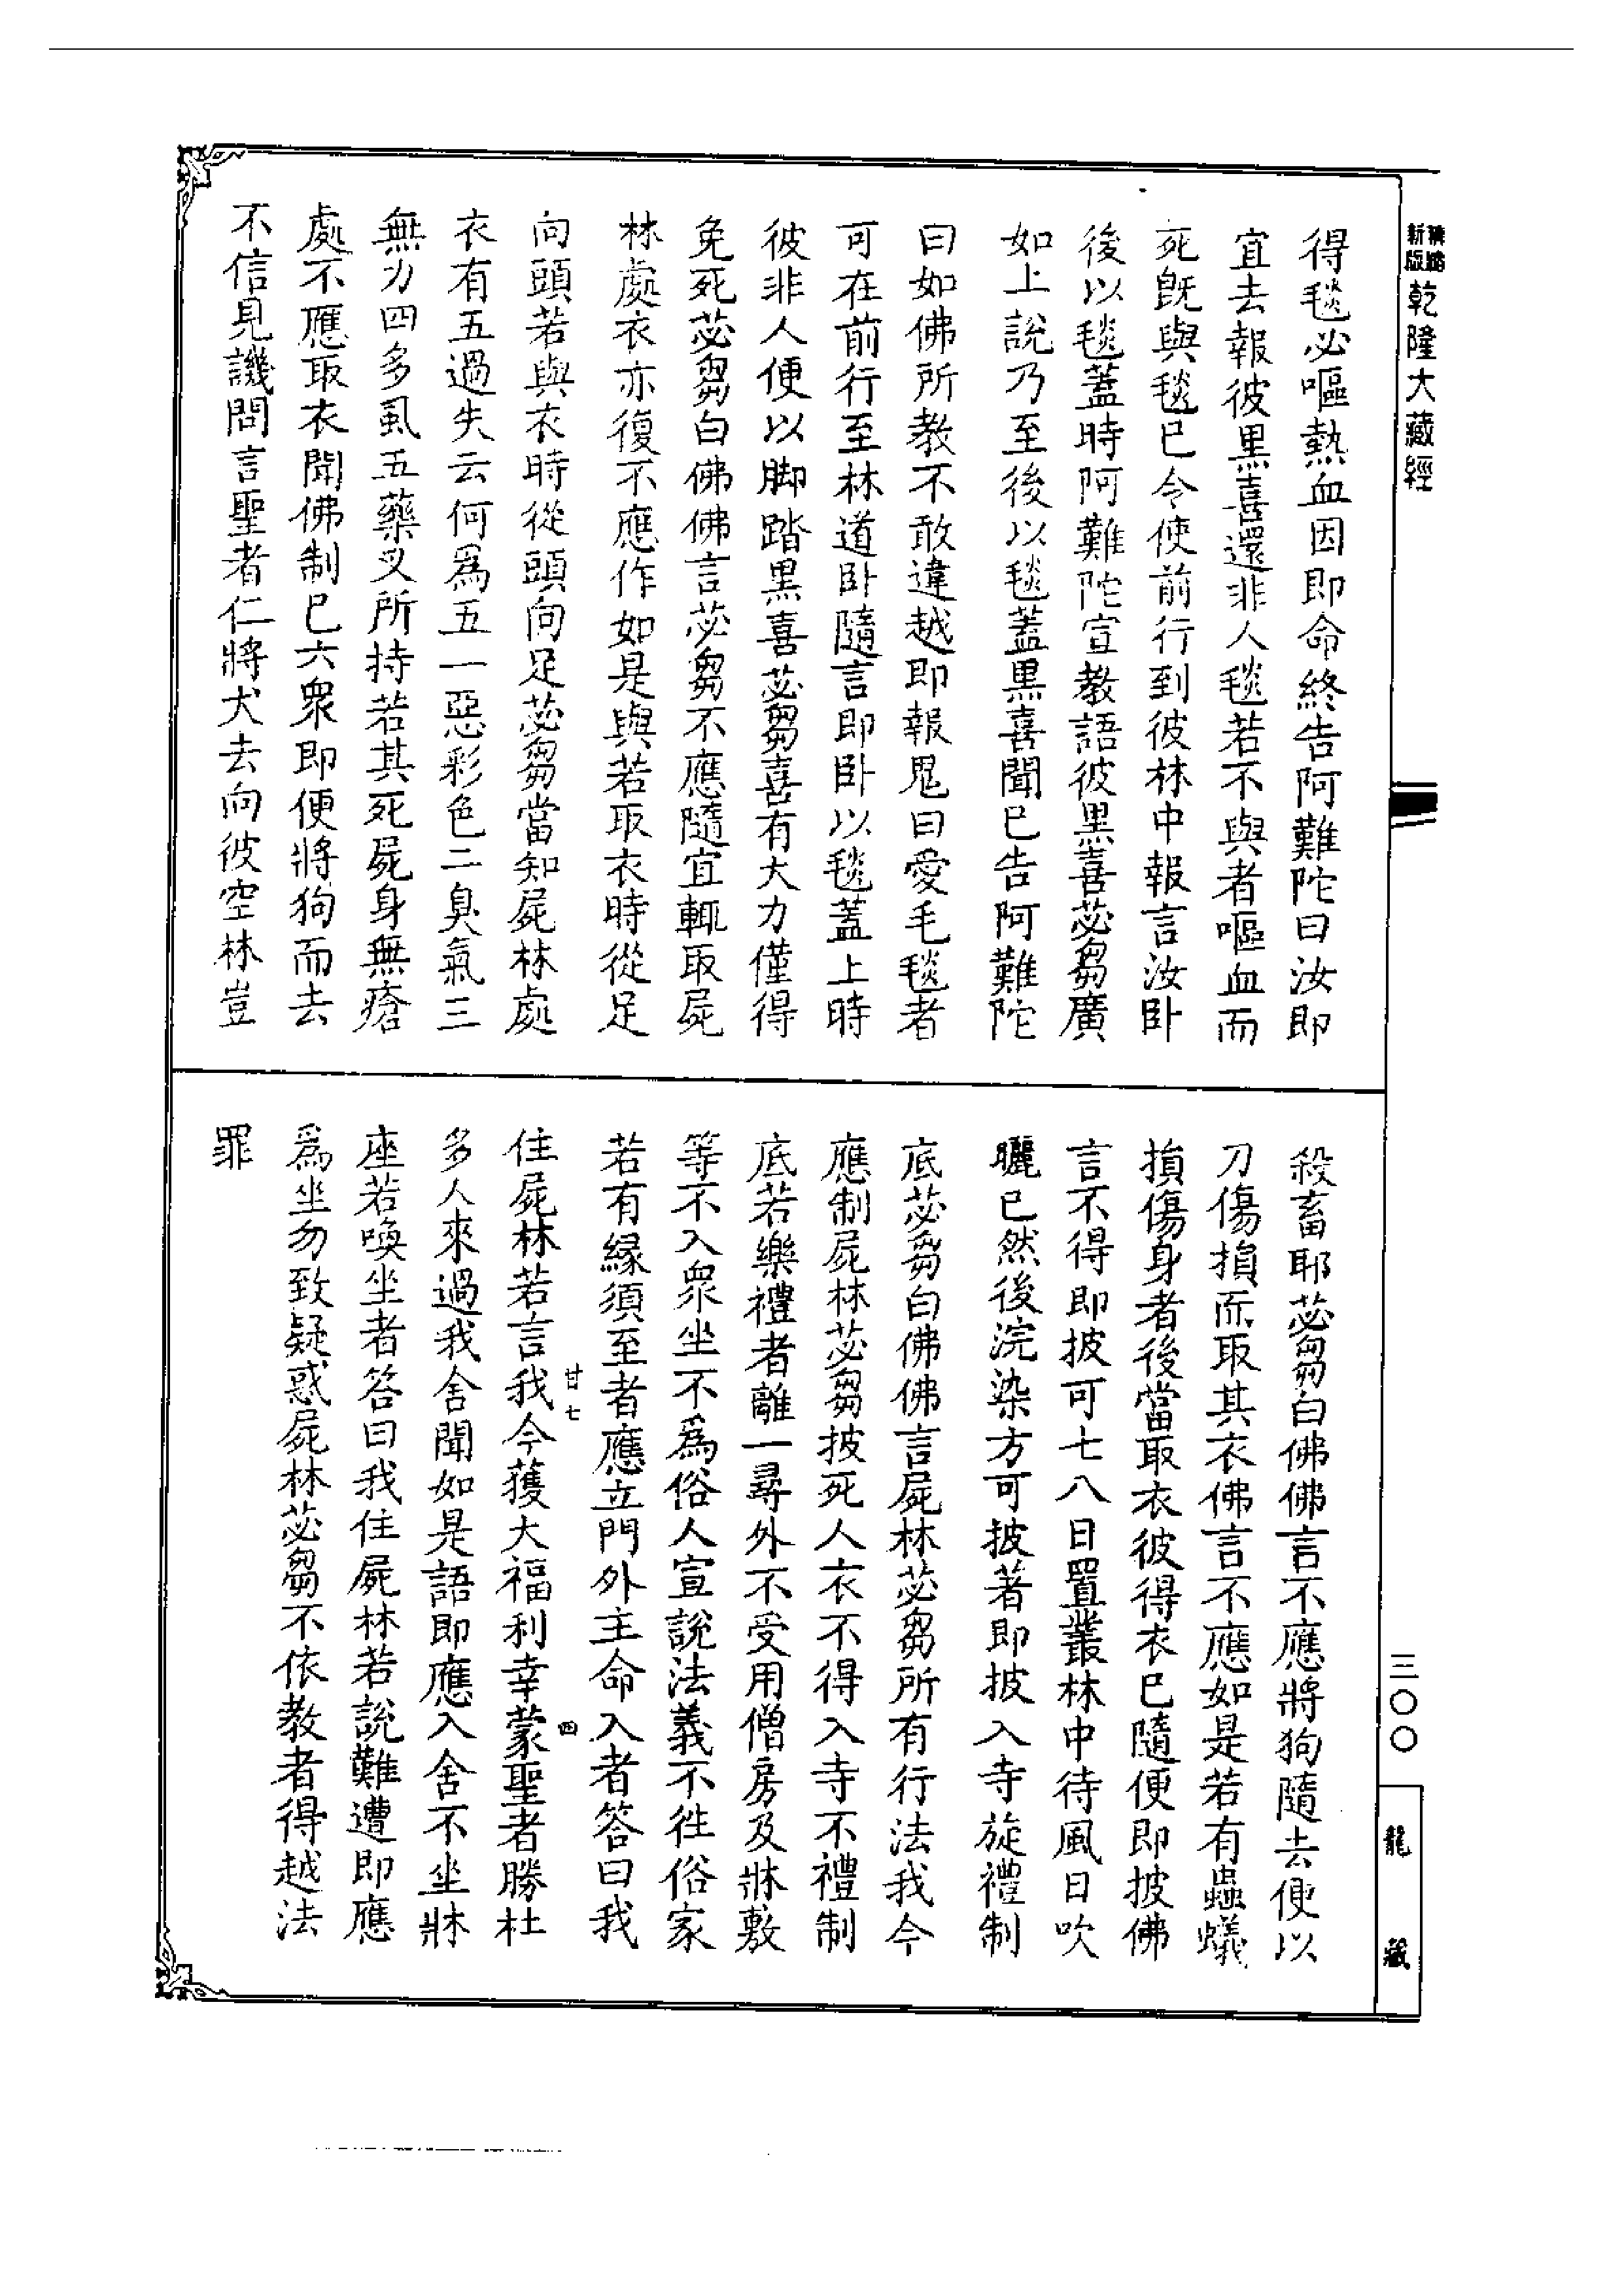 新版
乾隆大藏經
得毯必嘔熱血因即命終告阿難陀曰汝即
宜去報彼黑喜還非人毯若不與者嘔血而
死既與毯已令使前行到彼林中報言汝卧
後以毯蓋時阿難陀宣教語彼黑喜苾芻廣
如上說乃至後以毯蓋黑喜聞已告阿難陀
曰如佛所教不敢違越即報鬼曰愛毛毯者
可在前行至林道卧隨言即卧以毯蓋上時
彼非人便以脚踏黑喜苾芻喜有大力僅得
免死苾芻白佛佛言苾芻不應隨宜輒取屍
林處衣亦復不應作如是與若取衣時從足
向頭若與衣時從頭向足苾芻當知屍林處
衣有五過失云何爲五一惡彩色二臭氣三
無力四多虱五藥叉所持若其死屍身無瘡
處不應取衣聞佛制已六衆即便將狗而去
不信見譏問言聖者仁將犬去向彼空林豈
殺畜耶苾芻白佛佛言不應將狗隨去便以
刀傷損而取其衣佛言不應如是若有蟲蟻
損傷身者後當取衣彼得衣已隨便即披佛
言不得即披可七八日置叢林中待風日吹
曬已然後浣染方可披著即披入寺旋禮制
底苾芻白佛佛言屍林苾芻所有行法我今
應制屍林苾芻披死人衣不得入寺不禮制
底若樂禮者離一尋外不受用僧房及牀敷
等不入衆坐不爲俗人宣說法義不往俗家
若有緣須至者應立門外主命入者答曰我
住屍林若言我今獲大福利幸蒙聖者勝杜
多人來過我舍聞如是語即應入舍不坐牀
座若喚坐者答曰我住屍林若說難遭即應
爲坐勿致疑惑屍林苾芻不依教者得越法
罪
甘七
四
三〇〇
龍藏